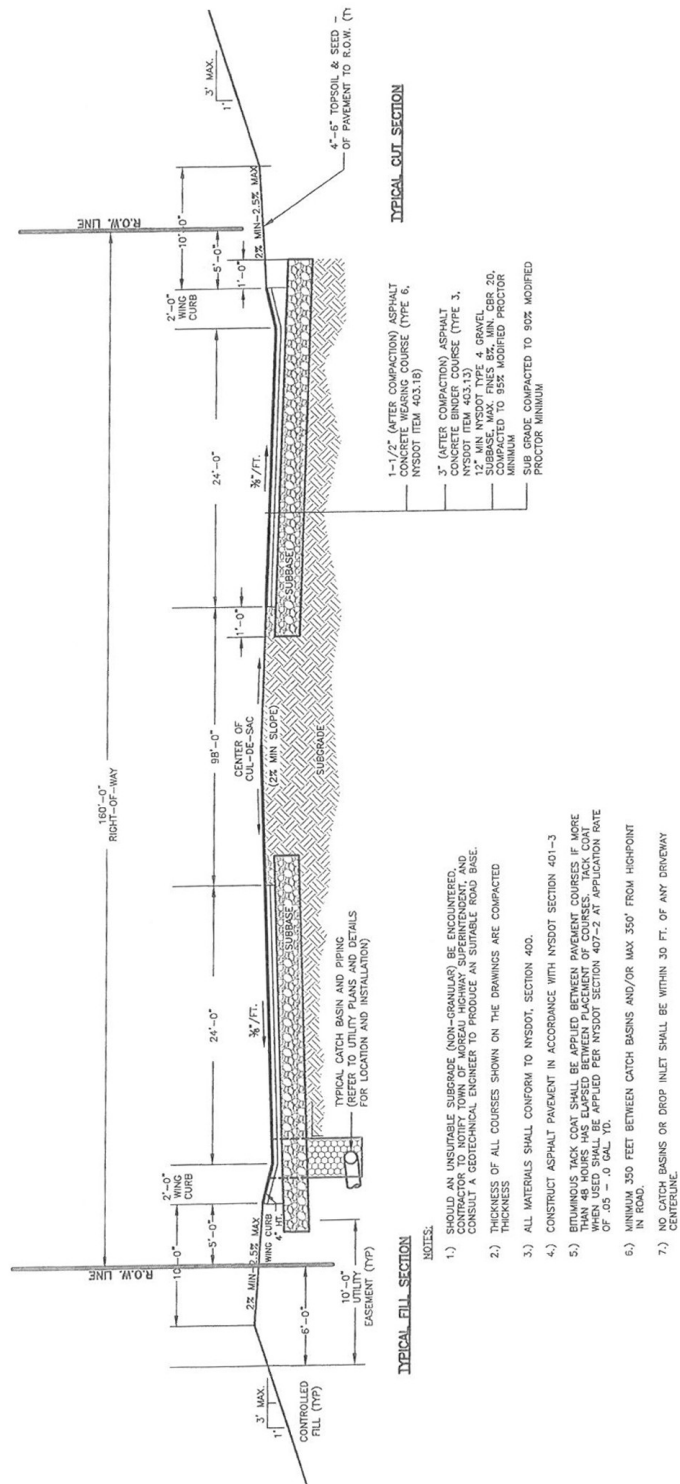 160'-0"
RIGHT-OF-WAY
R.O.W. LINE
R.O.W. LINE
10'-0"
5'-0"
2'-0"
WING
CURB
24'-0"
98'-0"
24'-0"
2'-0"
WING
CURB
10'-0"
5'-0"
1'-0"
1'-0"
3' MAX.
1'
3' MAX.
1'
2% MIN-2.5% MAX
2% MIN-2.5% MAX
WING CURB
4" HT.
⅜"/FT.
⅜"/FT.
CENTER OF
CUL-DE-SAC
(2% MIN SLOPE)
SUBBASE
SUBBASE
SUBGRADE
4"-6" TOPSOIL & SEED -
OF PAVEMENT TO R.O.W.
CONTROLLED
FILL (TYP)
6'-0"
10'-0"
UTILITY
EASEMENT (TYP)
TYPICAL CATCH BASIN AND PIPING
(REFER TO UTILITY PLANS AND DETAILS
FOR LOCATION AND INSTALLATION)
TYPICAL FILL SECTION
TYPICAL CUT SECTION
1-1/2" (AFTER COMPACTION) ASPHALT
CONCRETE WEARING COURSE (TYPE 6,
NYSDOT ITEM 403.18)
3" (AFTER COMPACTION) ASPHALT
CONCRETE BINDER COURSE (TYPE 3,
NYSDOT ITEM 403.13)
12" MIN NYSDOT TYPE 4 GRAVEL
SUBBASE, MAX. FINES 8%, MIN. CBR 20,
COMPACTED TO 95% MODIFIED PROCTOR
MINIMUM
SUB GRADE COMPACTED TO 90% MODIFIED
PROCTOR MINIMUM
NOTES:
1.) SHOULD AN UNSUITABLE SUBGRADE (NON-GRANULAR) BE ENCOUNTERED,
CONTRACTOR TO NOTIFY TOWN OF MOREAU HIGHWAY SUPERINTENDENT, AND
CONSULT A GEOTECHNICAL ENGINEER TO PRODUCE AN SUITABLE ROAD BASE.
2.) THICKNESS OF ALL COURSES SHOWN ON THE DRAWINGS ARE COMPACTED
THICKNESS
3.) ALL MATERIALS SHALL CONFORM TO NYSDOT, SECTION 400.
4.) CONSTRUCT ASPHALT PAVEMENT IN ACCORDANCE WITH NYSDOT SECTION 401-3
5.) BITUMINOUS TACK COAT SHALL BE APPLIED BETWEEN PAVEMENT COURSES IF MORE
THAN 48 HOURS HAS ELAPSED BETWEEN PLACEMENT OF COURSES. TACK COAT
WHEN USED SHALL BE APPLIED PER NYSDOT SECTION 407-2 AT APPLICATION RATE
OF .05 - .0 GAL YD.
6.) MINIMUM 350 FEET BETWEEN CATCH BASINS AND/OR MAX 350' FROM HIGHPOINT
IN ROAD.
7.) NO CATCH BASINS OR DROP INLET SHALL BE WITHIN 30 FT. OF ANY DRIVEWAY
CENTERLINE.